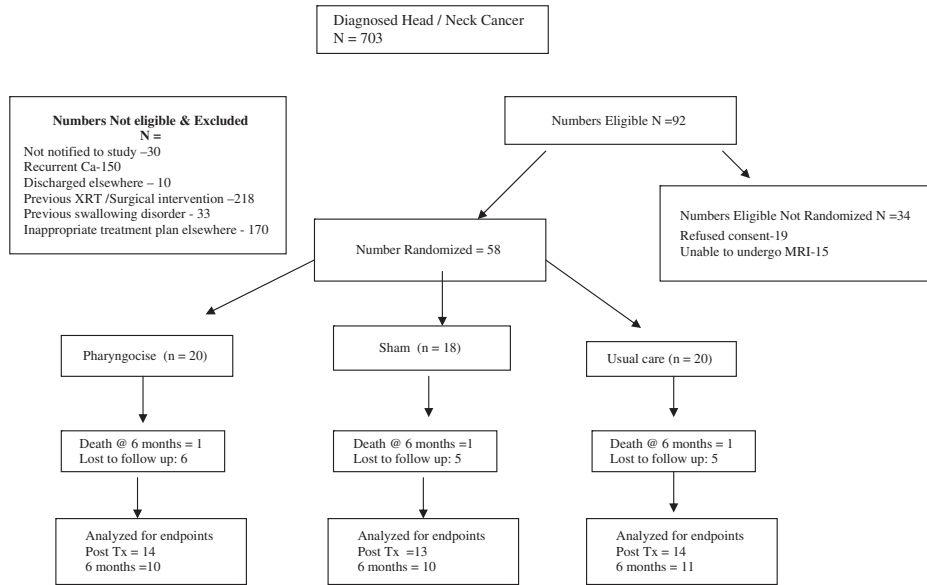 Diagnosed Head / Neck Cancer
N = 703
Numbers Not eligible & Excluded
N =
Not notified to study –30
Recurrent Ca-150
Discharged elsewhere – 10
Previous XRT /Surgical intervention –218
Previous swallowing disorder - 33
Inappropriate treatment plan elsewhere - 170
Numbers Eligible N =92
Numbers Eligible Not Randomized N =34
Refused consent-19
Unable to undergo MRI-15
Number Randomized = 58
Pharyngocise (n = 20)
Sham (n = 18)
Usual care (n = 20)
Death @ 6 months = 1
Lost to follow up: 6
Death @ 6 months =1
Lost to follow up: 5
Death @ 6 months = 1
Lost to follow up: 5
Analyzed for endpoints
Post Tx = 14
6 months =10
Analyzed for endpoints
Post Tx =13
6 months = 10
Analyzed for endpoints
Post Tx = 14
6 months = 11